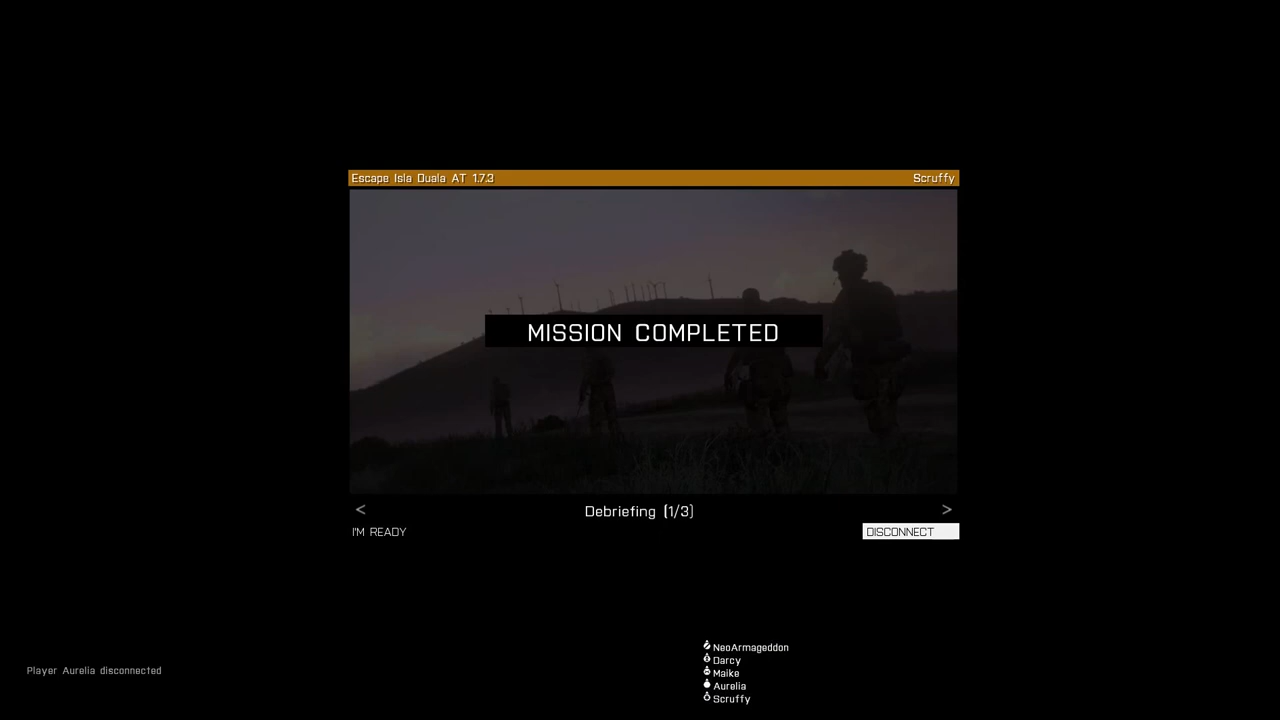 Escape Isla Duala AT 1.7.3
Scruffy
MISSION COMPLETED
< Debriefing (1/3) >
I'M READY
DISCONNECT
Player Aurelia disconnected
NeoArmageddon
Darcy
Maike
Aurelia
Scruffy